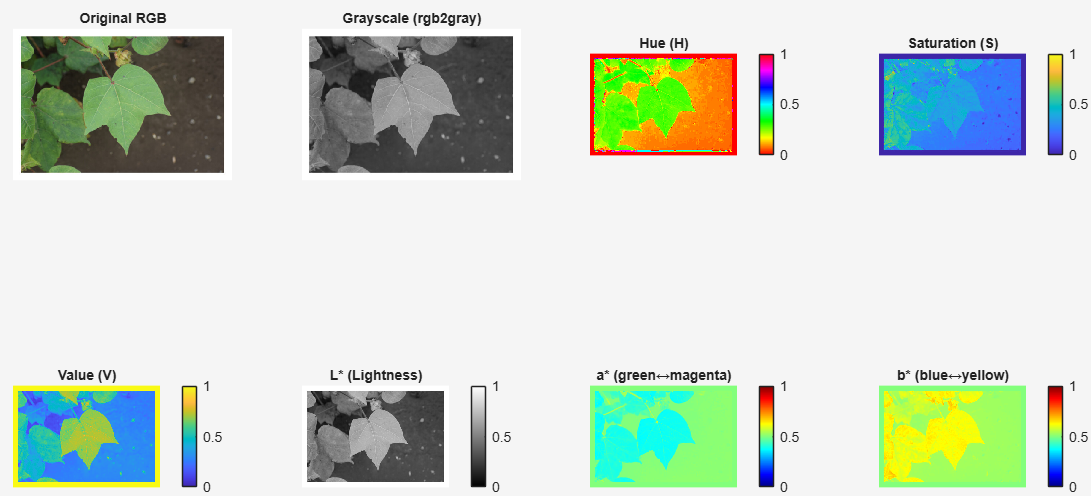 Original RGB
Grayscale (rgb2gray)
Hue (H)
1
0.5
0
Saturation (S)
1
0.5
0
Value (V)
1
0.5
0
L* (Lightness)
1
0.5
0
a* (green↔magenta)
1
0.5
0
b* (blue↔yellow)
1
0.5
0